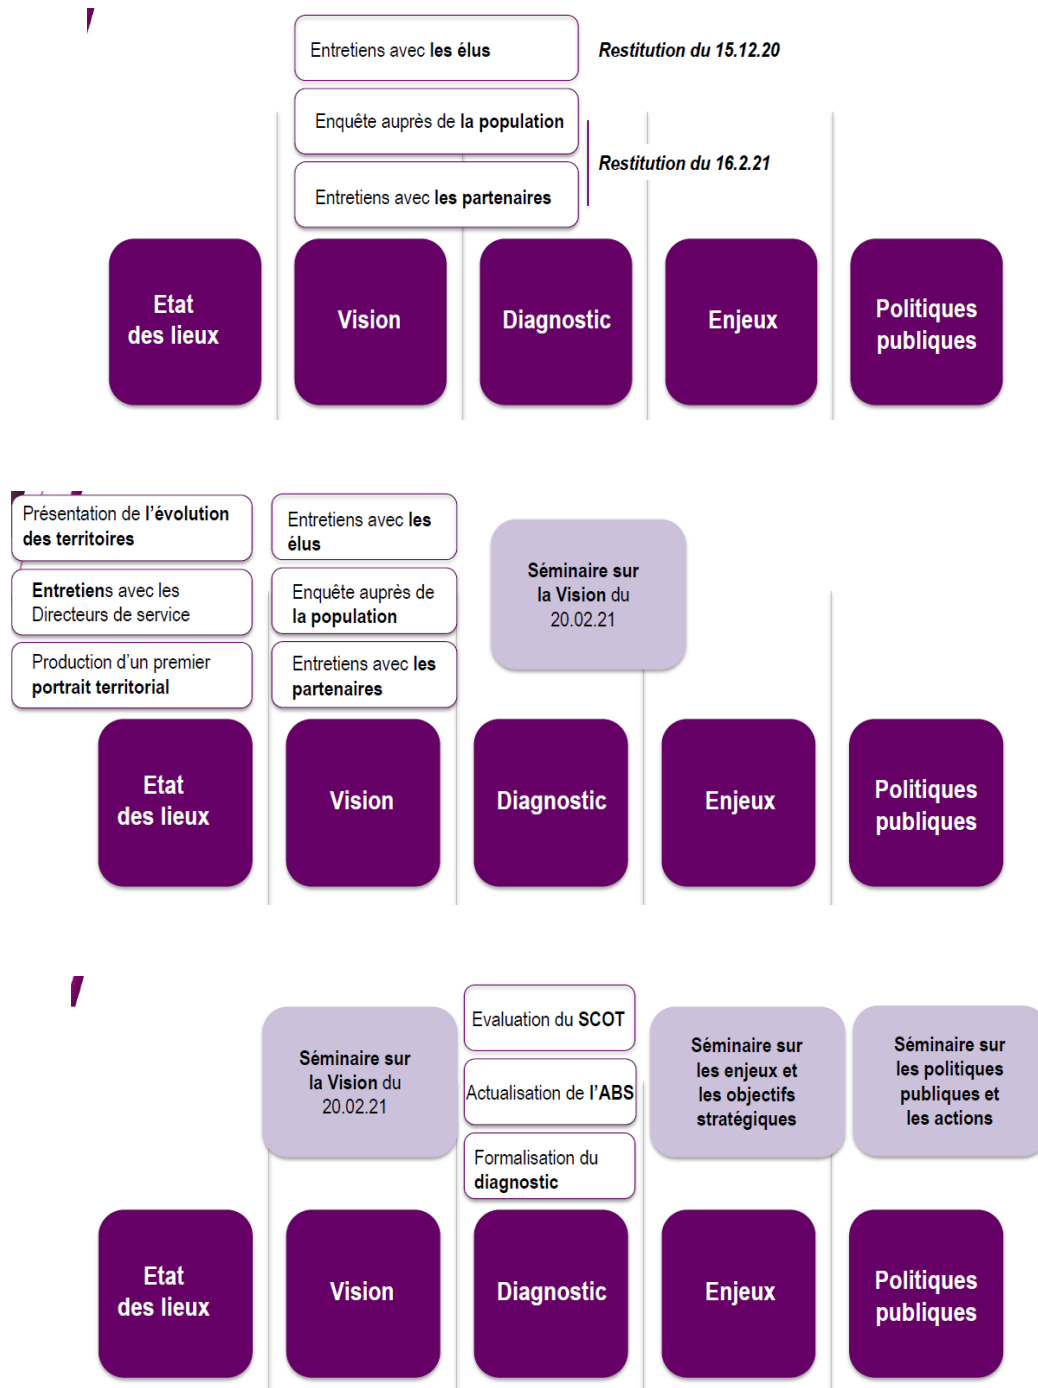 Entretiens avec les élus
Restitution du 15.12.20
Enquête auprès de la population
Restitution du 16.2.21
Entretiens avec les partenaires
Etat
des lieux
Vision
Diagnostic
Enjeux
Politiques
publiques
Présentation de l’évolution
des territoires
Entretiens avec les
Directeurs de service
Production d’un premier
portrait territorial
Entretiens avec les
élus
Enquête auprès de
la population
Entretiens avec les
partenaires
Séminaire sur
la Vision du
20.02.21
Etat
des lieux
Vision
Diagnostic
Enjeux
Politiques
publiques
Séminaire sur
la Vision du
20.02.21
Evaluation du SCOT
Actualisation de l’ABS
Formalisation du
diagnostic
Séminaire sur
les enjeux et
les objectifs
stratégiques
Séminaire sur
les politiques
publiques et
les actions
Etat
des lieux
Vision
Diagnostic
Enjeux
Politiques
publiques